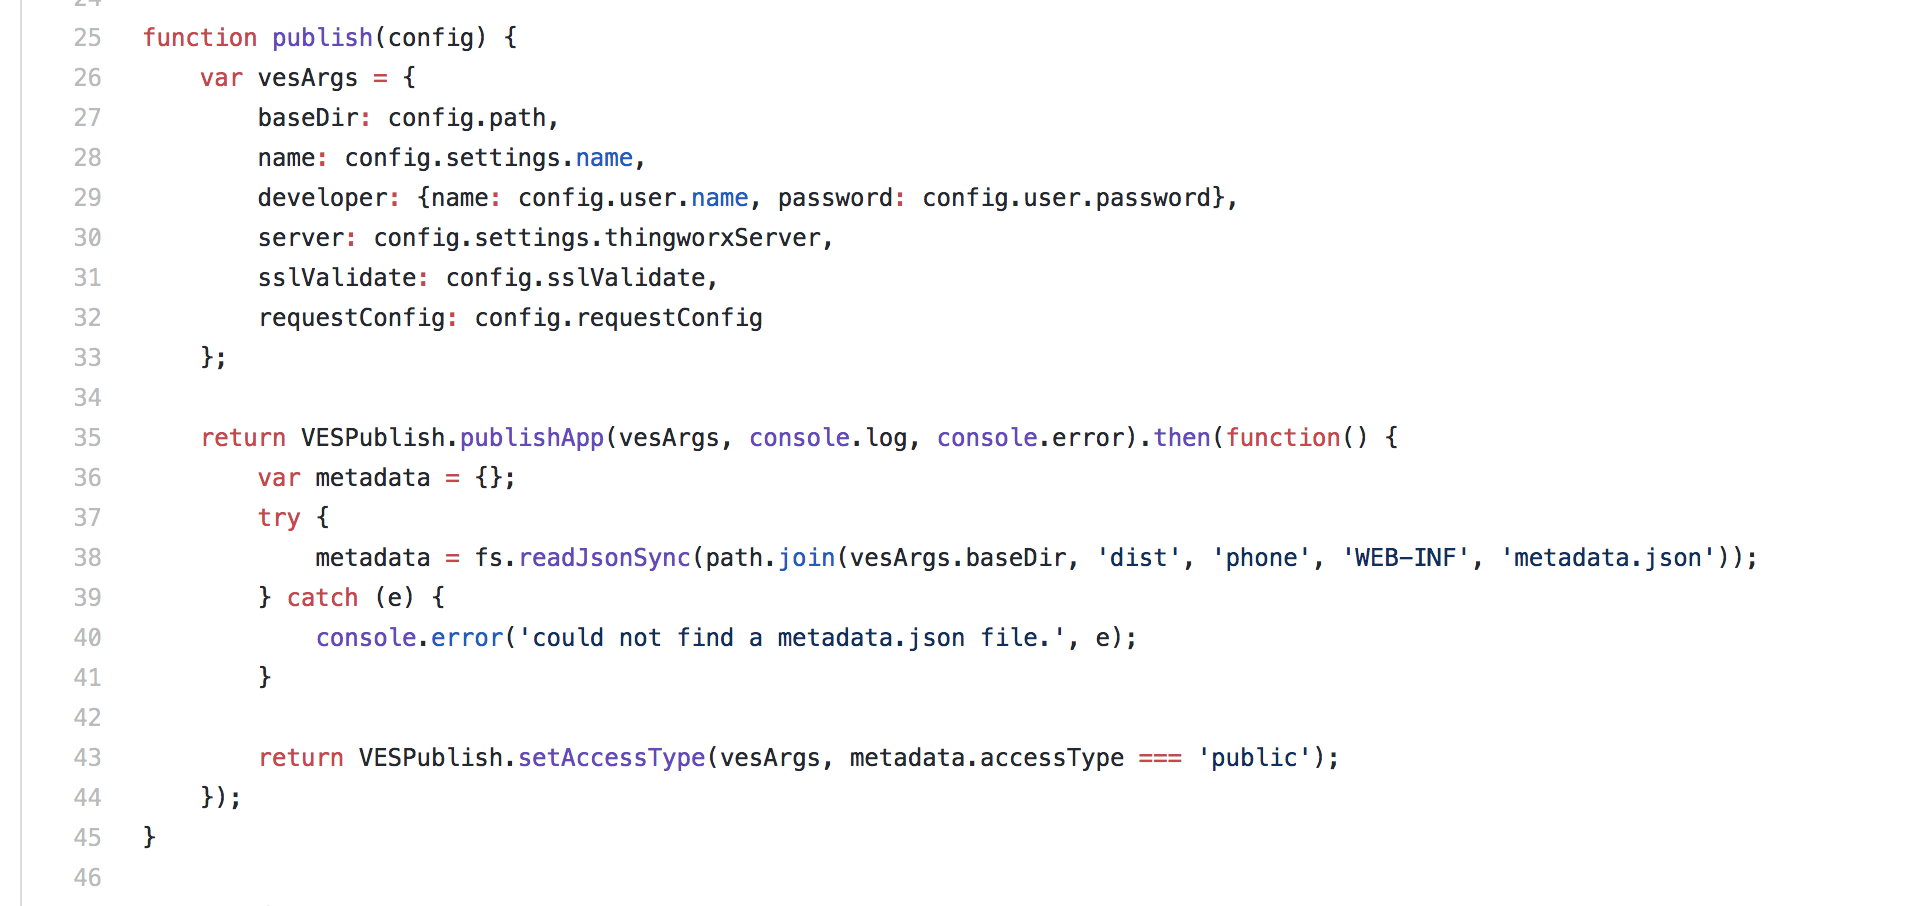 24
25 function publish(config) {
26     var vesArgs = {
27         baseDir: config.path,
28         name: config.settings.name,
29         developer: {name: config.user.name, password: config.user.password},
30         server: config.settings.thingworxServer,
31         sslValidate: config.sslValidate,
32         requestConfig: config.requestConfig
33     };
34
35     return VESPublish.publishApp(vesArgs, console.log, console.error).then(function() {
36         var metadata = {};
37         try {
38             metadata = fs.readJsonSync(path.join(vesArgs.baseDir, 'dist', 'phone', 'WEB-INF', 'metadata.json'));
39         } catch (e) {
40             console.error('could not find a metadata.json file.', e);
41         }
42
43         return VESPublish.setAccessType(vesArgs, metadata.accessType === 'public');
44     });
45 }
46